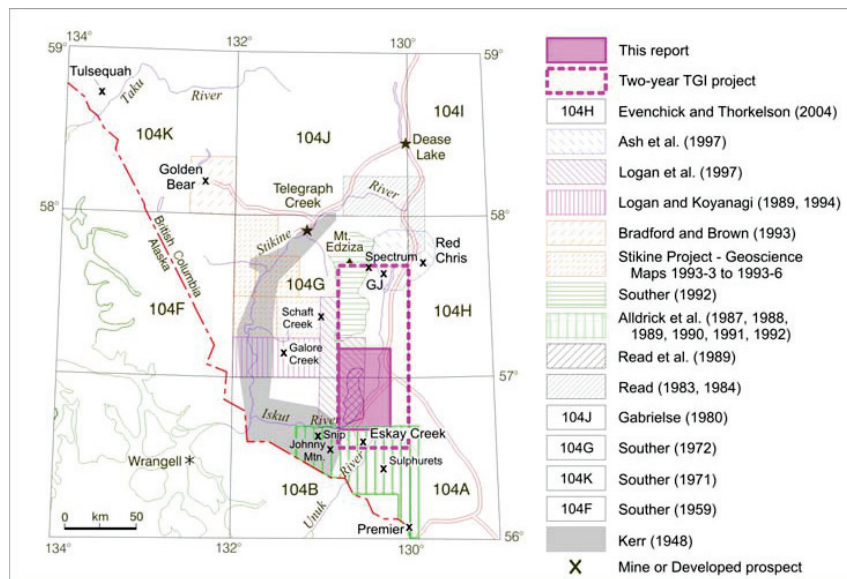 59°
132°
130°
59°
Tulsequah
Taku
River
104K
104J
104I
Dease
Lake
Golden
Bear
Telegraph
Creek
River
58°
58°
Stikine
Mt.
Edziza
Spectrum
Red
Chris
GJ
British Columbia
Alaska
104F
104G
104H
Schaft
Creek
Galore
Creek
57°
57°
Iskut
River
Snip
Eskay Creek
Johnny
Mtn.
River
Sulphurets
Wrangell
104B
104A
Unuk
Premier
0 km 50
134°
132°
130°
56°
This report
Two-year TGI project
104H Evenchick and Thorkelson (2004)
Ash et al. (1997)
Logan et al. (1997)
Logan and Koyanagi (1989, 1994)
Bradford and Brown (1993)
Stikine Project - Geoscience
Maps 1993-3 to 1993-6
Souther (1992)
Alldrick et al. (1987, 1988,
1989, 1990, 1991, 1992)
Read et al. (1989)
Read (1983, 1984)
104J Gabrielse (1980)
104G Souther (1972)
104K Souther (1971)
104F Souther (1959)
Kerr (1948)
X Mine or Developed prospect